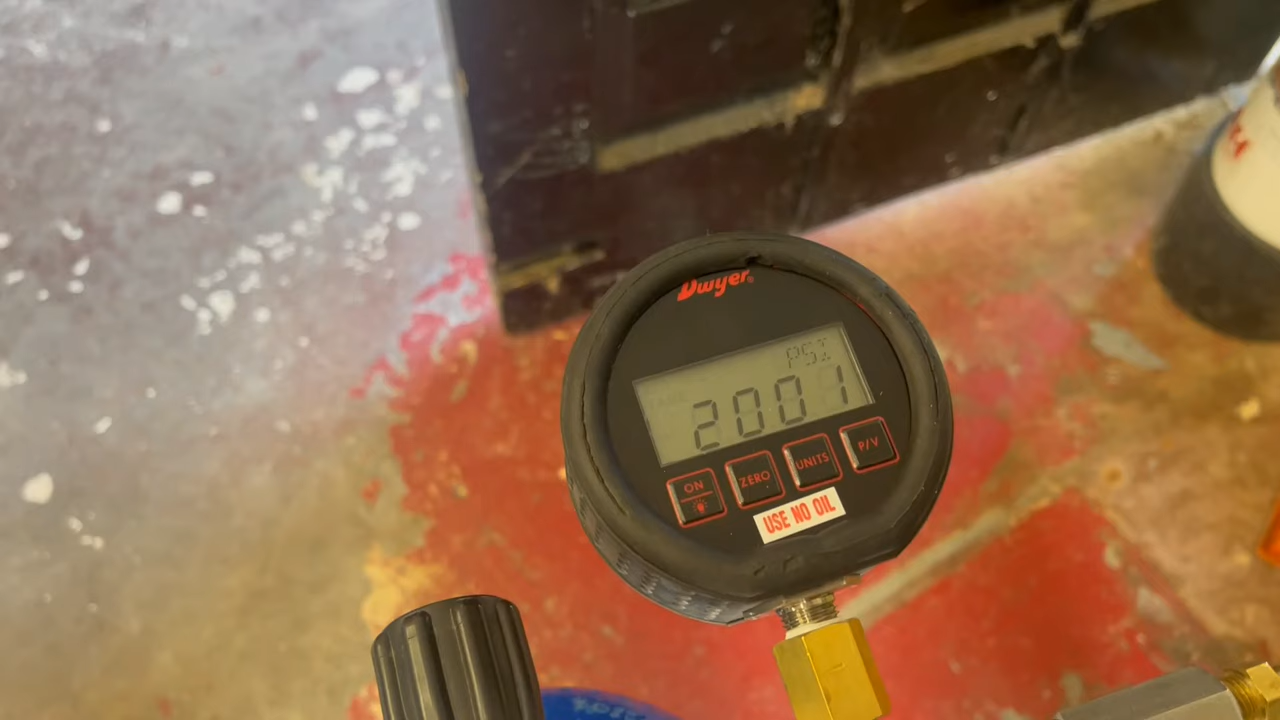 Dwyer®
PSI
2001
ON
ZERO
UNITS
P/V
USE NO OIL